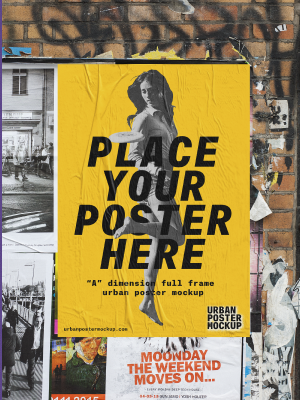 PLACE
YOUR
POSTER
HERE
"A" dimension full frame
urban poster mockup
urbanpostermockup.com
URBAN
POSTER
MOCKUP
MOONDAY
THE WEEKEND
MOVES ON...